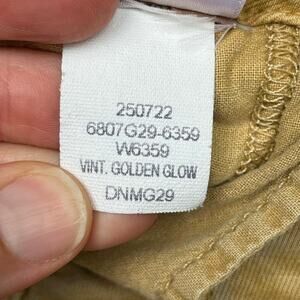 250722
6807G29-6359
W6359
VINT. GOLDEN GLOW
DNMG29